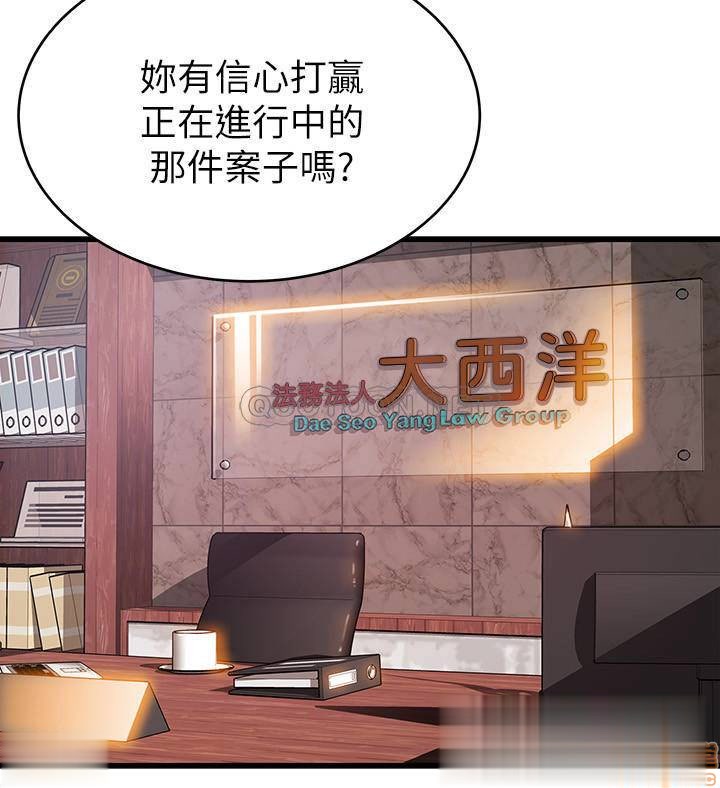 妳有信心打贏
正在進行中的
那件案子嗎?
法務法人 大西洋
Dae Seo Yang Law Group